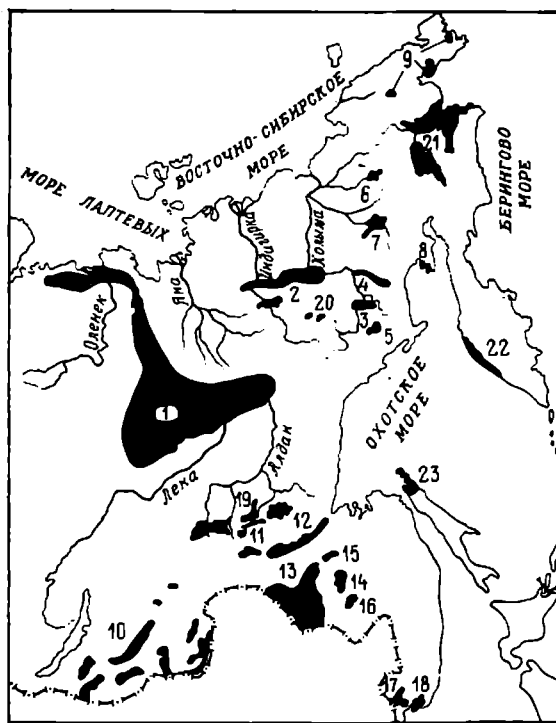 9
ВОСТОЧНО-СИБИРСКОЕ
МОРЕ
21
БЕРИНГОВО
МОРЕ
МОРЕ ЛАПТЕВЫХ
6
7
Индигирка
Колыма
Яна
8
2
4
20
3
5
Оленек
22
1
ОХОТСКОЕ
МОРЕ
Лена
Алдан
23
19
12
11
15
13
14
16
10
17
18